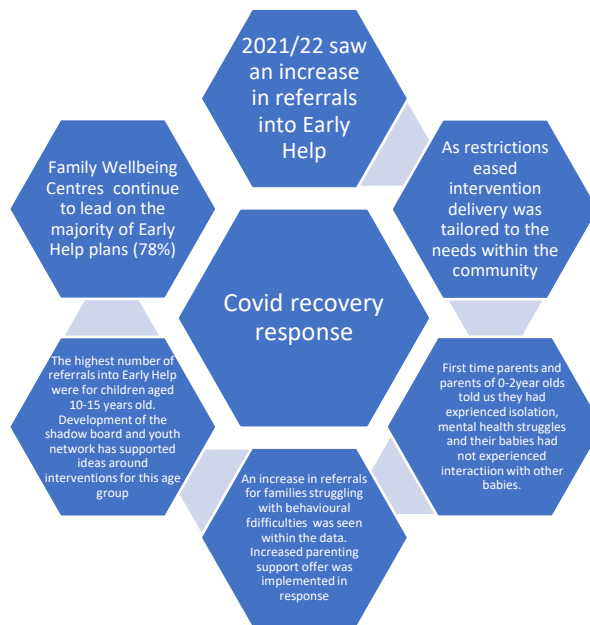 2021/22 saw
an increase
in referrals
into Early
Help
As restrictions
eased
intervention
delivery was
tailored to the
needs within the
community
First time parents and
parents of 0-2year olds
told us they had
exprienced isolation,
mental health struggles
and their babies had
not experienced
interactiion with other
babies.
An increase in referrals
for families struggling
with behavioural
fdifficulties was seen
within the data.
Increased parenting
support offer was
implemented in
response
The highest number of
referrals into Early Help
were for children aged
10-15 years old.
Development of the
shadow board and youth
network has supported
ideas around
interventions for this age
group
Family Wellbeing
Centres continue
to lead on the
majority of Early
Help plans (78%)
Covid recovery
response